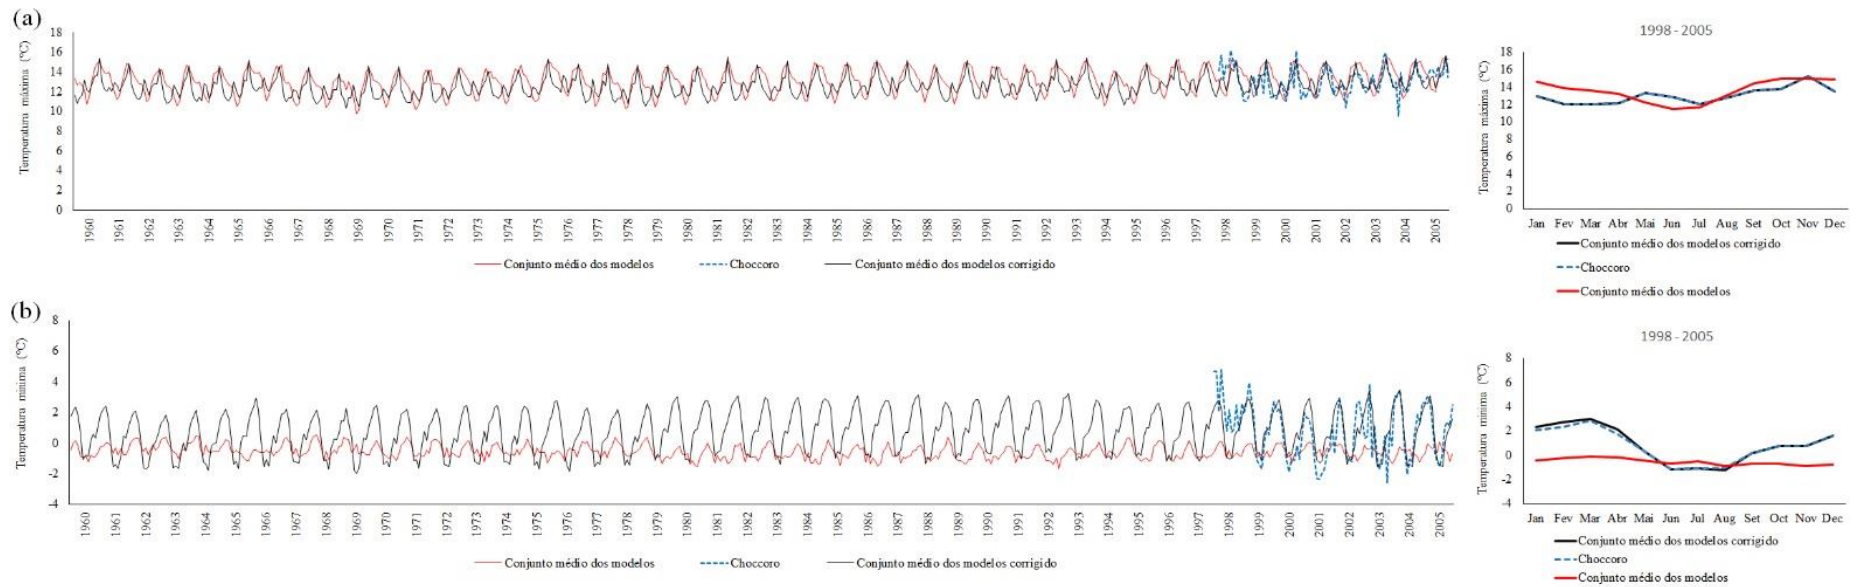 (a)
Temperatura máxima (°C)
18
16
14
12
10
8
6
4
2
0
1960 1961 1962 1963 1964 1965 1966 1967 1968 1969 1970 1971 1972 1973 1974 1975 1976 1977 1978 1979 1980 1981 1982 1983 1984 1985 1986 1987 1988 1989 1990 1991 1992 1993 1994 1995 1996 1997 1998 1999 2000 2001 2002 2003 2004 2005
Conjunto médio dos modelos Choccoro Conjunto médio dos modelos corrigido
1998 - 2005
Temperatura máxima (°C)
18
16
14
12
10
8
6
4
2
0
Jan Fev Mar Abr Mai Jun Jul Aug Set Oct Nov Dec
Conjunto médio dos modelos corrigido
Choccoro
Conjunto médio dos modelos
(b)
Temperatura mínima (°C)
8
6
4
2
0
-2
-4
1960 1961 1962 1963 1964 1965 1966 1967 1968 1969 1970 1971 1972 1973 1974 1975 1976 1977 1978 1979 1980 1981 1982 1983 1984 1985 1986 1987 1988 1989 1990 1991 1992 1993 1994 1995 1996 1997 1998 1999 2000 2001 2002 2003 2004 2005
Conjunto médio dos modelos Choccoro Conjunto médio dos modelos corrigido
1998 - 2005
Temperatura mínima (°C)
8
6
4
2
0
-2
-4
Jan Fev Mar Abr Mai Jun Jul Aug Set Oct Nov Dec
Conjunto médio dos modelos corrigido
Choccoro
Conjunto médio dos modelos